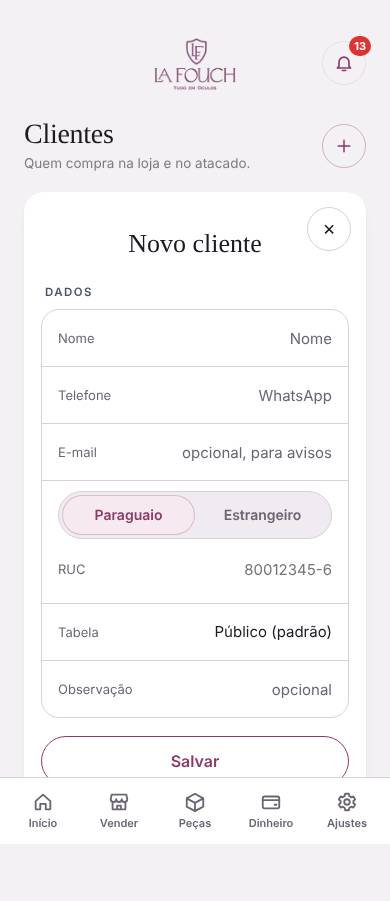 LF
LA FOUCH
Tudo em Óculos
13
Clientes
Quem compra na loja e no atacado.
Novo cliente
DADOS
Nome Nome
Telefone WhatsApp
E-mail opcional, para avisos
Paraguaio Estrangeiro
RUC 80012345-6
Tabela Público (padrão)
Observação opcional
Salvar
Início Vender Peças Dinheiro Ajustes